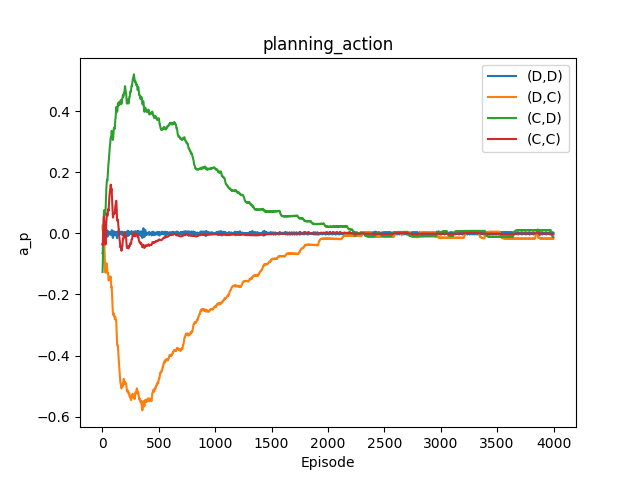 planning_action
(D,D)
(D,C)
(C,D)
(C,C)
a_p
0.4
0.2
0.0
−0.2
−0.4
−0.6
0 500 1000 1500 2000 2500 3000 3500 4000
Episode